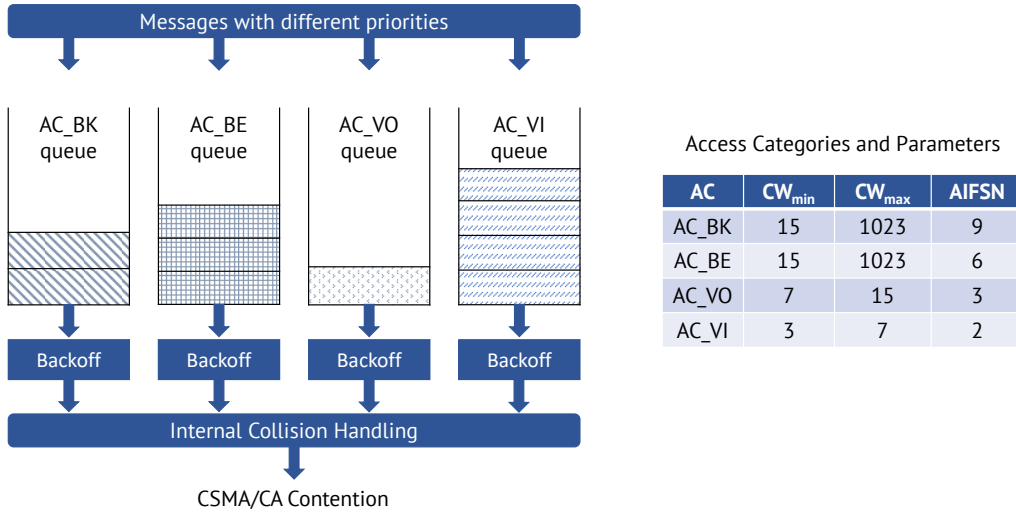 Messages with different priorities
AC_BK queue
AC_BE queue
AC_VO queue
AC_VI queue
Backoff
Backoff
Backoff
Backoff
Internal Collision Handling
CSMA/CA Contention
Access Categories and Parameters
AC CWmin CWmax AIFSN
AC_BK 15 1023 9
AC_BE 15 1023 6
AC_VO 7 15 3
AC_VI 3 7 2